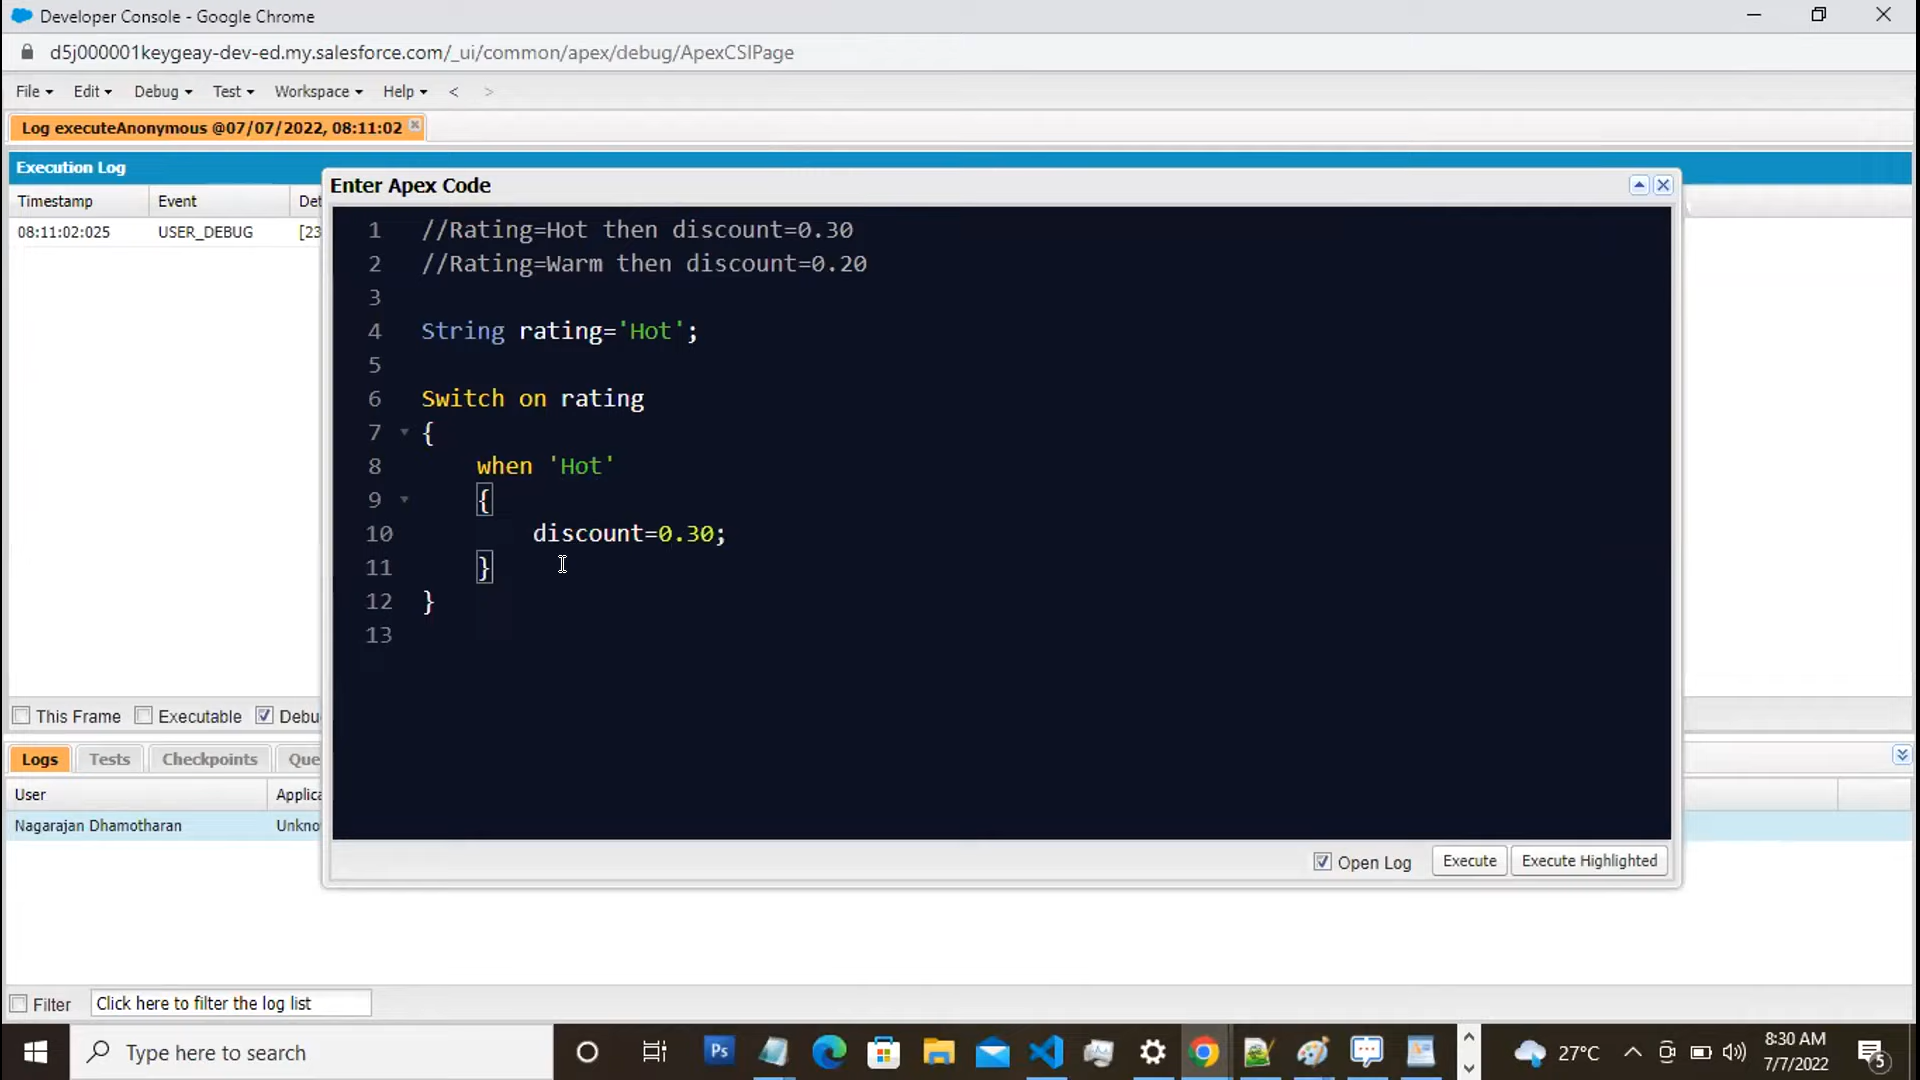 Developer Console - Google Chrome
d5j000001keygeay-dev-ed.my.salesforce.com/_ui/common/apex/debug/ApexCSIPage
File Edit Debug Test Workspace Help < >
Log executeAnonymous @07/07/2022, 08:11:02
Execution Log
Timestamp Event Det
08:11:02:025 USER_DEBUG [23
Enter Apex Code
1 //Rating=Hot then discount=0.30
2 //Rating=Warm then discount=0.20
3
4 String rating='Hot';
5
6 Switch on rating
7 {
8 when 'Hot'
9 {
10 discount=0.30;
11 }
12 }
13
This Frame Executable Debu
Open Log Execute Execute Highlighted
Logs Tests Checkpoints Que
User Applica
Nagarajan Dhamotharan Unkno
Filter Click here to filter the log list
Type here to search
Ps
27°C
8:30 AM
7/7/2022
5